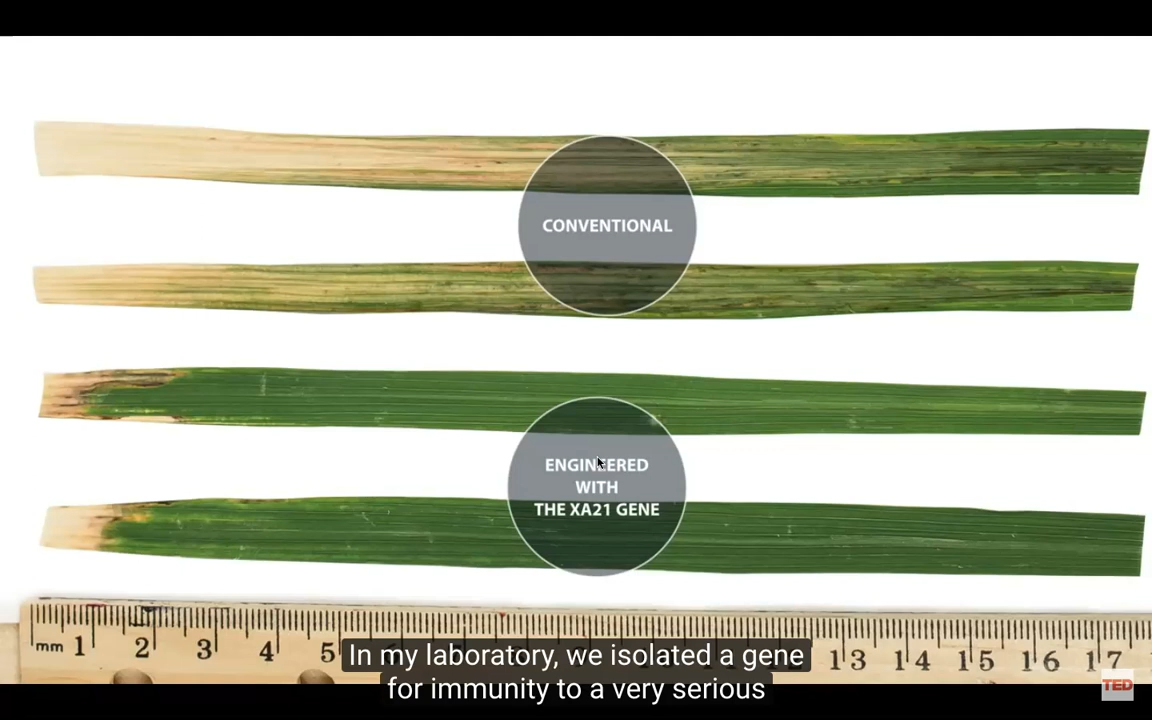 CONVENTIONAL
ENGINEERED
WITH
THE XA21 GENE
mm 1 2 3 4 5 13 14 15 16 17
In my laboratory, we isolated a gene
for immunity to a very serious
TED